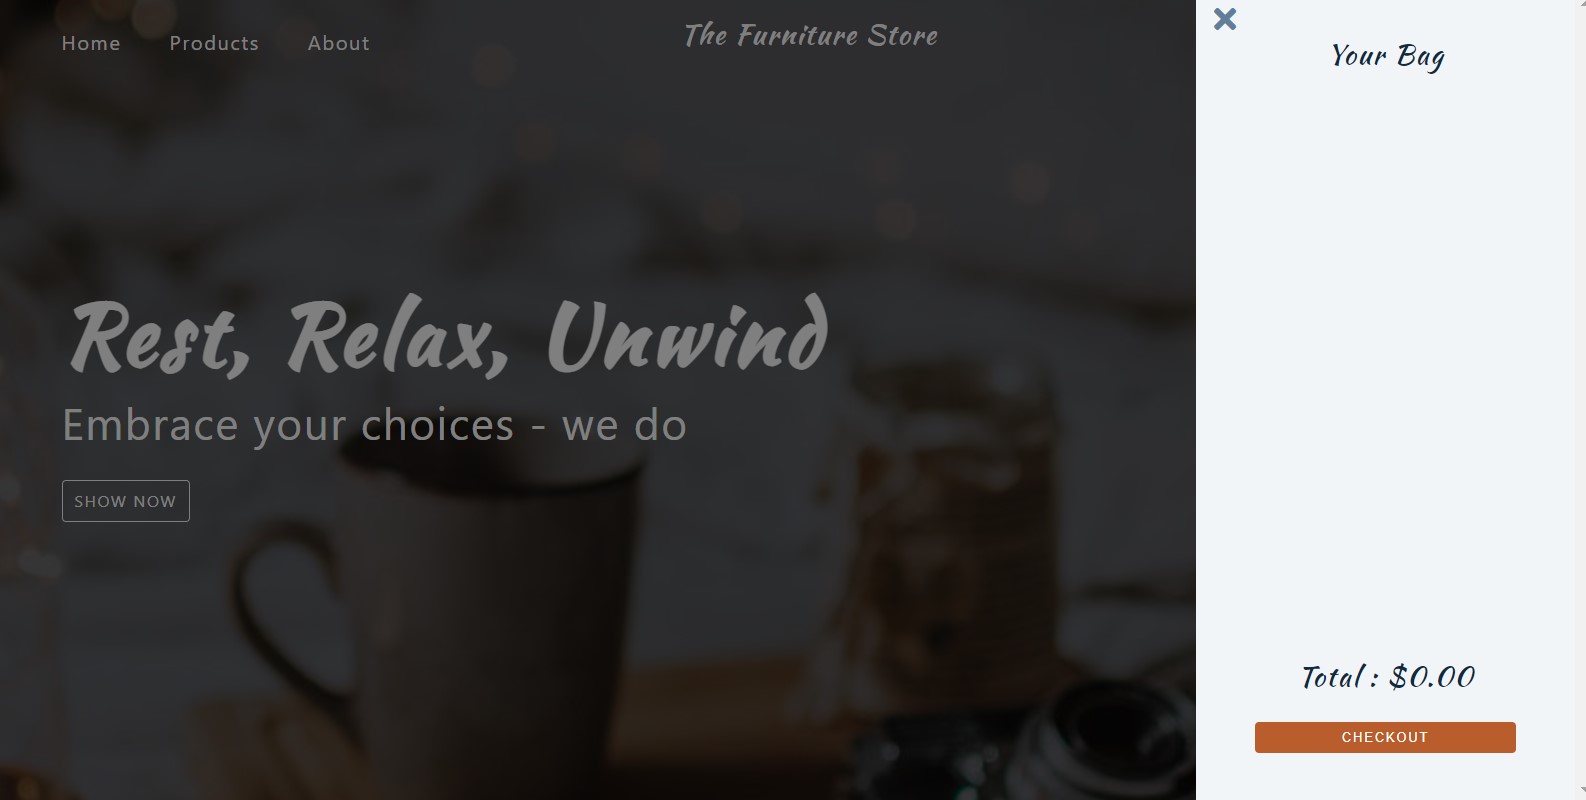 Home Products About
The Furniture Store
Rest, Relax, Unwind
Embrace your choices - we do
SHOW NOW
Your Bag
Total : $0.00
CHECKOUT